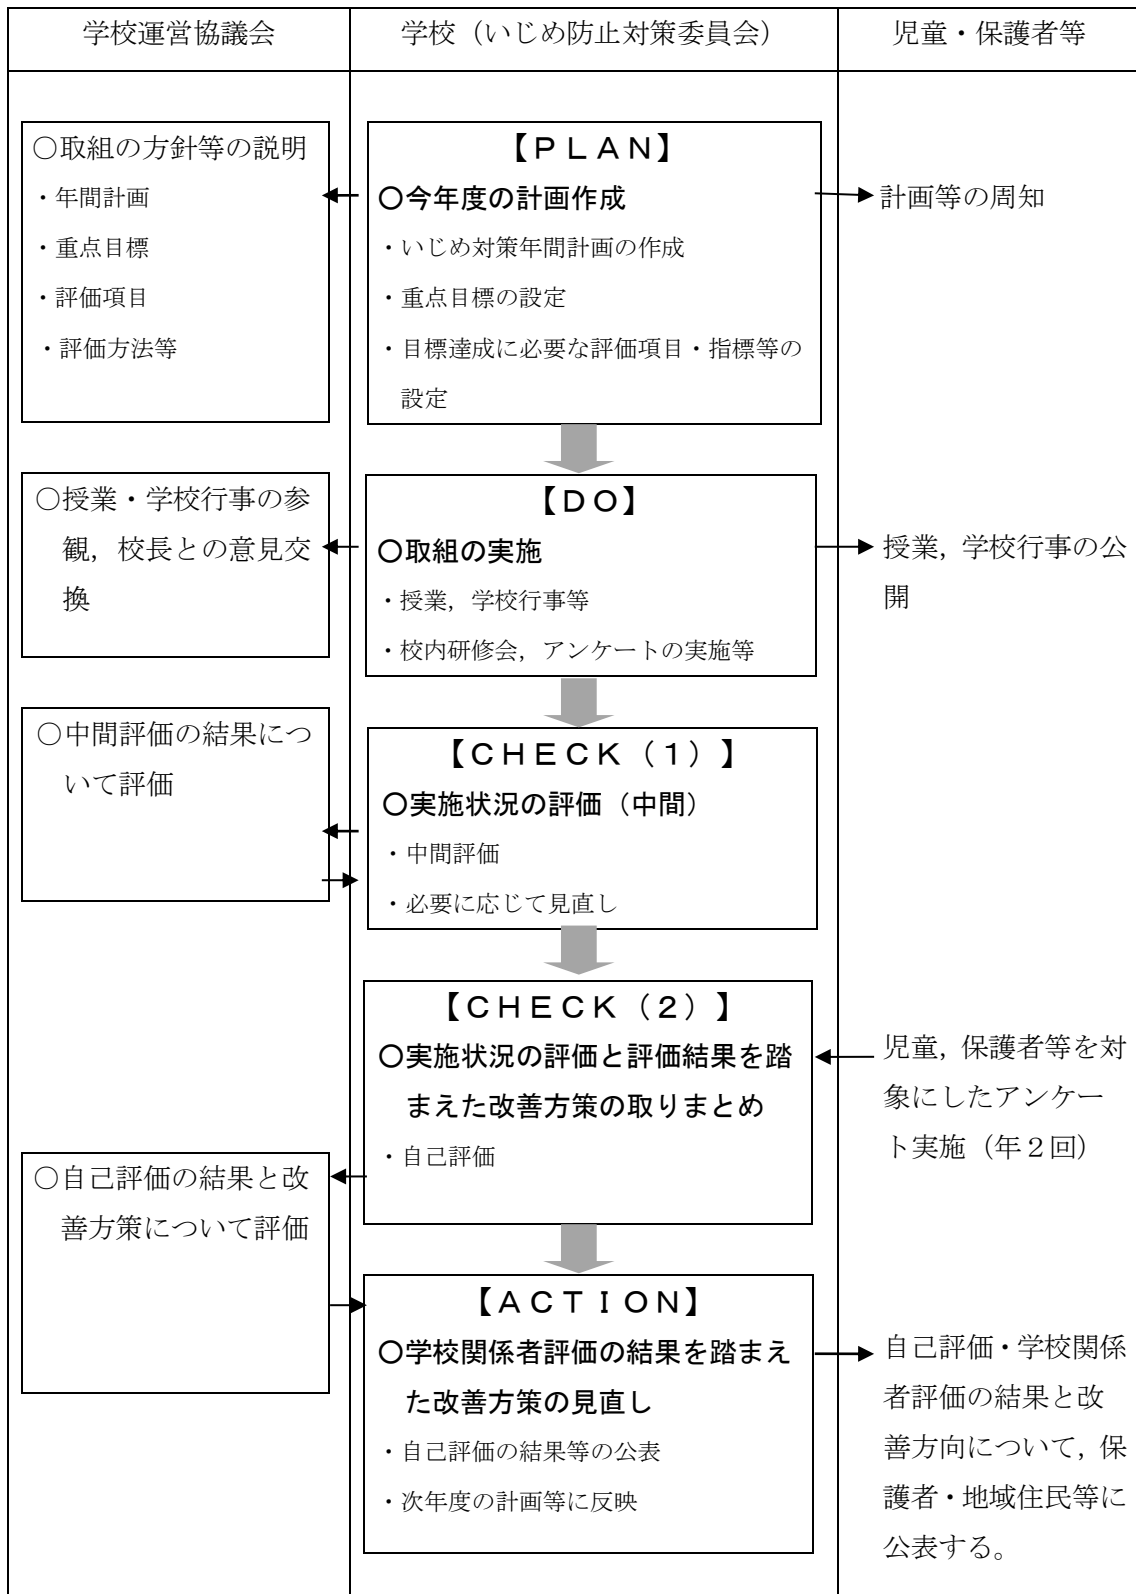 学校運営協議会
学校（いじめ防止対策委員会）
児童・保護者等
○取組の方針等の説明
・年間計画
・重点目標
・評価項目
・評価方法等
【ＰＬＡＮ】
○今年度の計画作成
・いじめ対策年間計画の作成
・重点目標の設定
・目標達成に必要な評価項目・指標等の
設定
計画等の周知
○授業・学校行事の参
観，校長との意見交
換
【ＤＯ】
○取組の実施
・授業，学校行事等
・校内研修会，アンケートの実施等
授業，学校行事の公
開
○中間評価の結果につ
いて評価
【ＣＨＥＣＫ（１）】
○実施状況の評価（中間）
・中間評価
・必要に応じて見直し
【ＣＨＥＣＫ（２）】
○実施状況の評価と評価結果を踏
まえた改善方策の取りまとめ
・自己評価
児童，保護者等を対
象にしたアンケー
ト実施（年２回）
○自己評価の結果と改
善方策について評価
【ＡＣＴＩＯＮ】
○学校関係者評価の結果を踏まえ
た改善方策の見直し
・自己評価の結果等の公表
・次年度の計画等に反映
自己評価・学校関係
者評価の結果と改
善方向について，保
護者・地域住民等に
公表する。